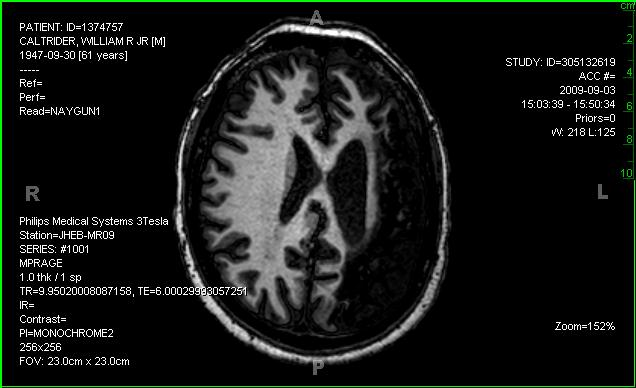 PATIENT: ID=1374757
CALTRIDER, WILLIAM R JR [M]
1947-09-30 [61 years]
-----
Ref=
Perf=
Read=NAYGUN1
A
cm
2
4
6
8
10
STUDY: ID=305132619
ACC #=
2009-09-03
15:03:39 - 15:50:34
Priors=0
W: 218 L:125
R
L
Philips Medical Systems 3Tesla
Station=JHEB-MR09
SERIES: #1001
MPRAGE
1.0 thk / 1 sp
TR=9.95020008087158, TE=6.00029993057251
IR=
Contrast=
PI=MONOCHROME2
256x256
FOV: 23.0cm x 23.0cm
P
Zoom=152%